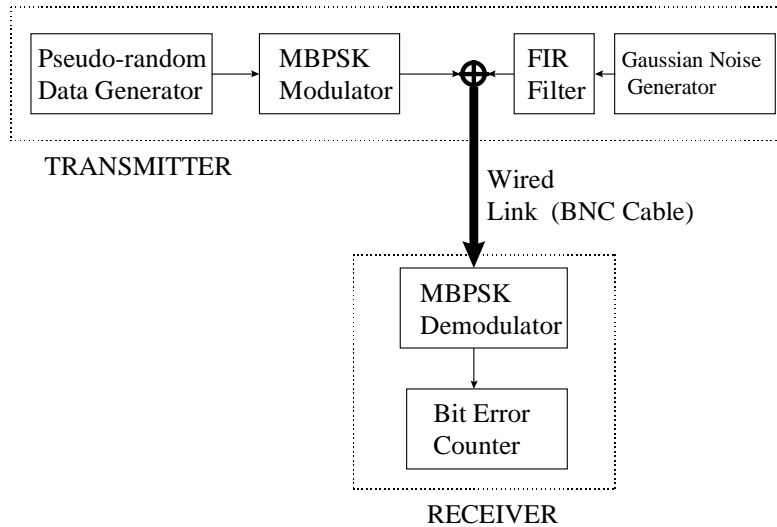 Pseudo-random
Data Generator
MBPSK
Modulator
FIR
Filter
Gaussian Noise
Generator
TRANSMITTER
Wired
Link (BNC Cable)
MBPSK
Demodulator
Bit Error
Counter
RECEIVER